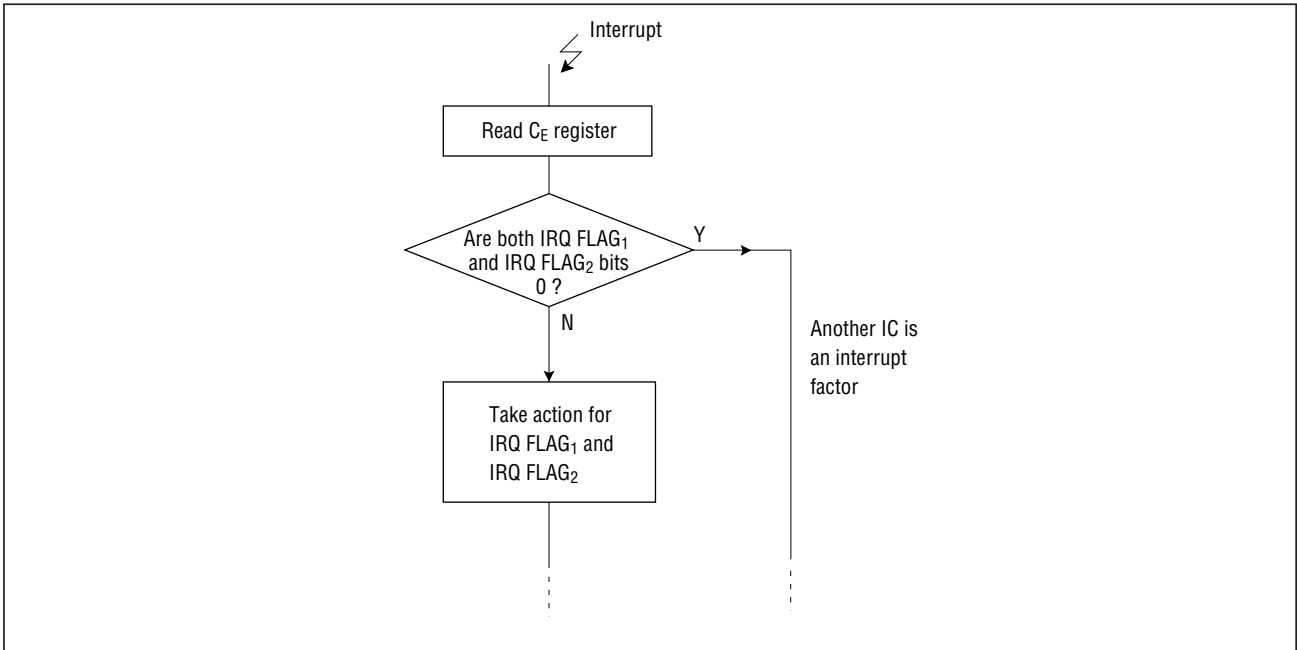 Interrupt
Read CE register
Are both IRQ FLAG1
and IRQ FLAG2 bits
0 ?
Y
N
Another IC is
an interrupt
factor
Take action for
IRQ FLAG1 and
IRQ FLAG2